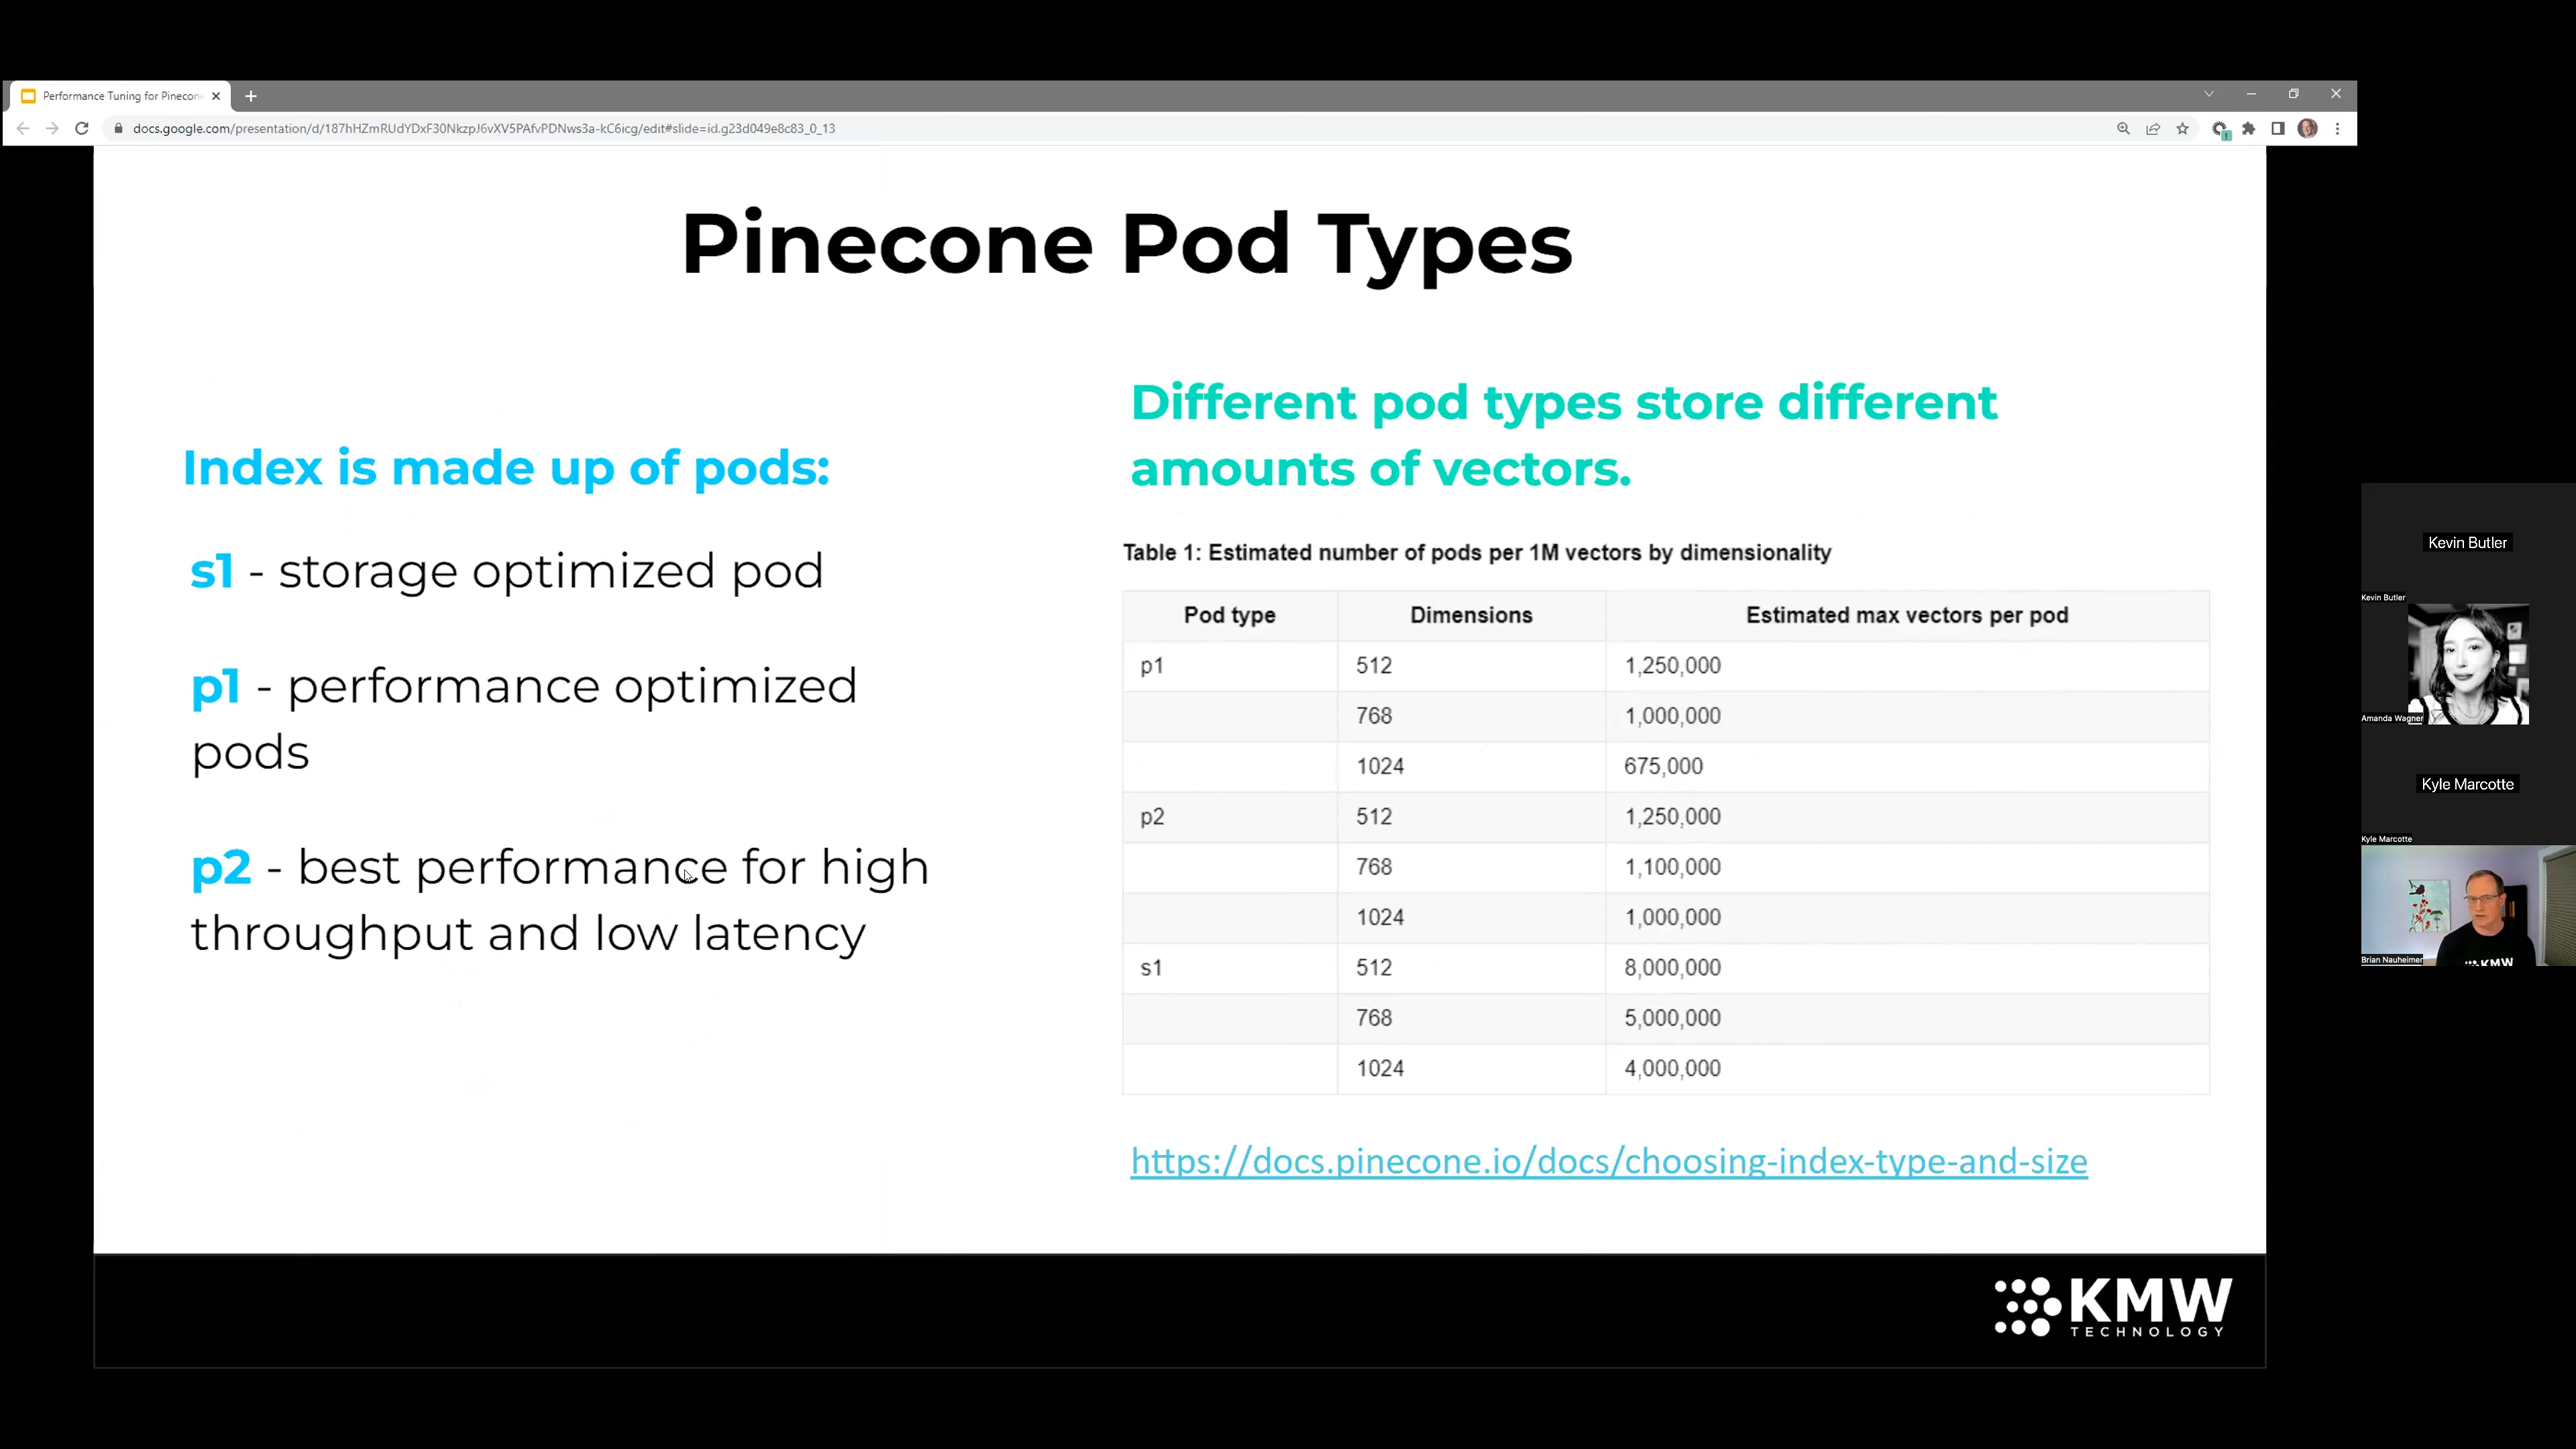 Performance Tuning for Pinecon
docs.google.com/presentation/d/187hHZmRUdYDxF30NkzpJ6vXV5PAfvPDNws3a-kC6icg/edit#slide=id.g23d049e8c83_0_13
Pinecone Pod Types
Index is made up of pods:
s1 - storage optimized pod
p1 - performance optimized
pods
p2 - best performance for high
throughput and low latency
Different pod types store different
amounts of vectors.
Table 1: Estimated number of pods per 1M vectors by dimensionality
Pod type Dimensions Estimated max vectors per pod
p1 512 1,250,000
768 1,000,000
1024 675,000
p2 512 1,250,000
768 1,100,000
1024 1,000,000
s1 512 8,000,000
768 5,000,000
1024 4,000,000
https://docs.pinecone.io/docs/choosing-index-type-and-size
KMW
TECHNOLOGY
Kevin Butler
Kevin Butler
Amanda Wagner
Kyle Marcotte
Kyle Marcotte
KMW
Brian Nauheimer